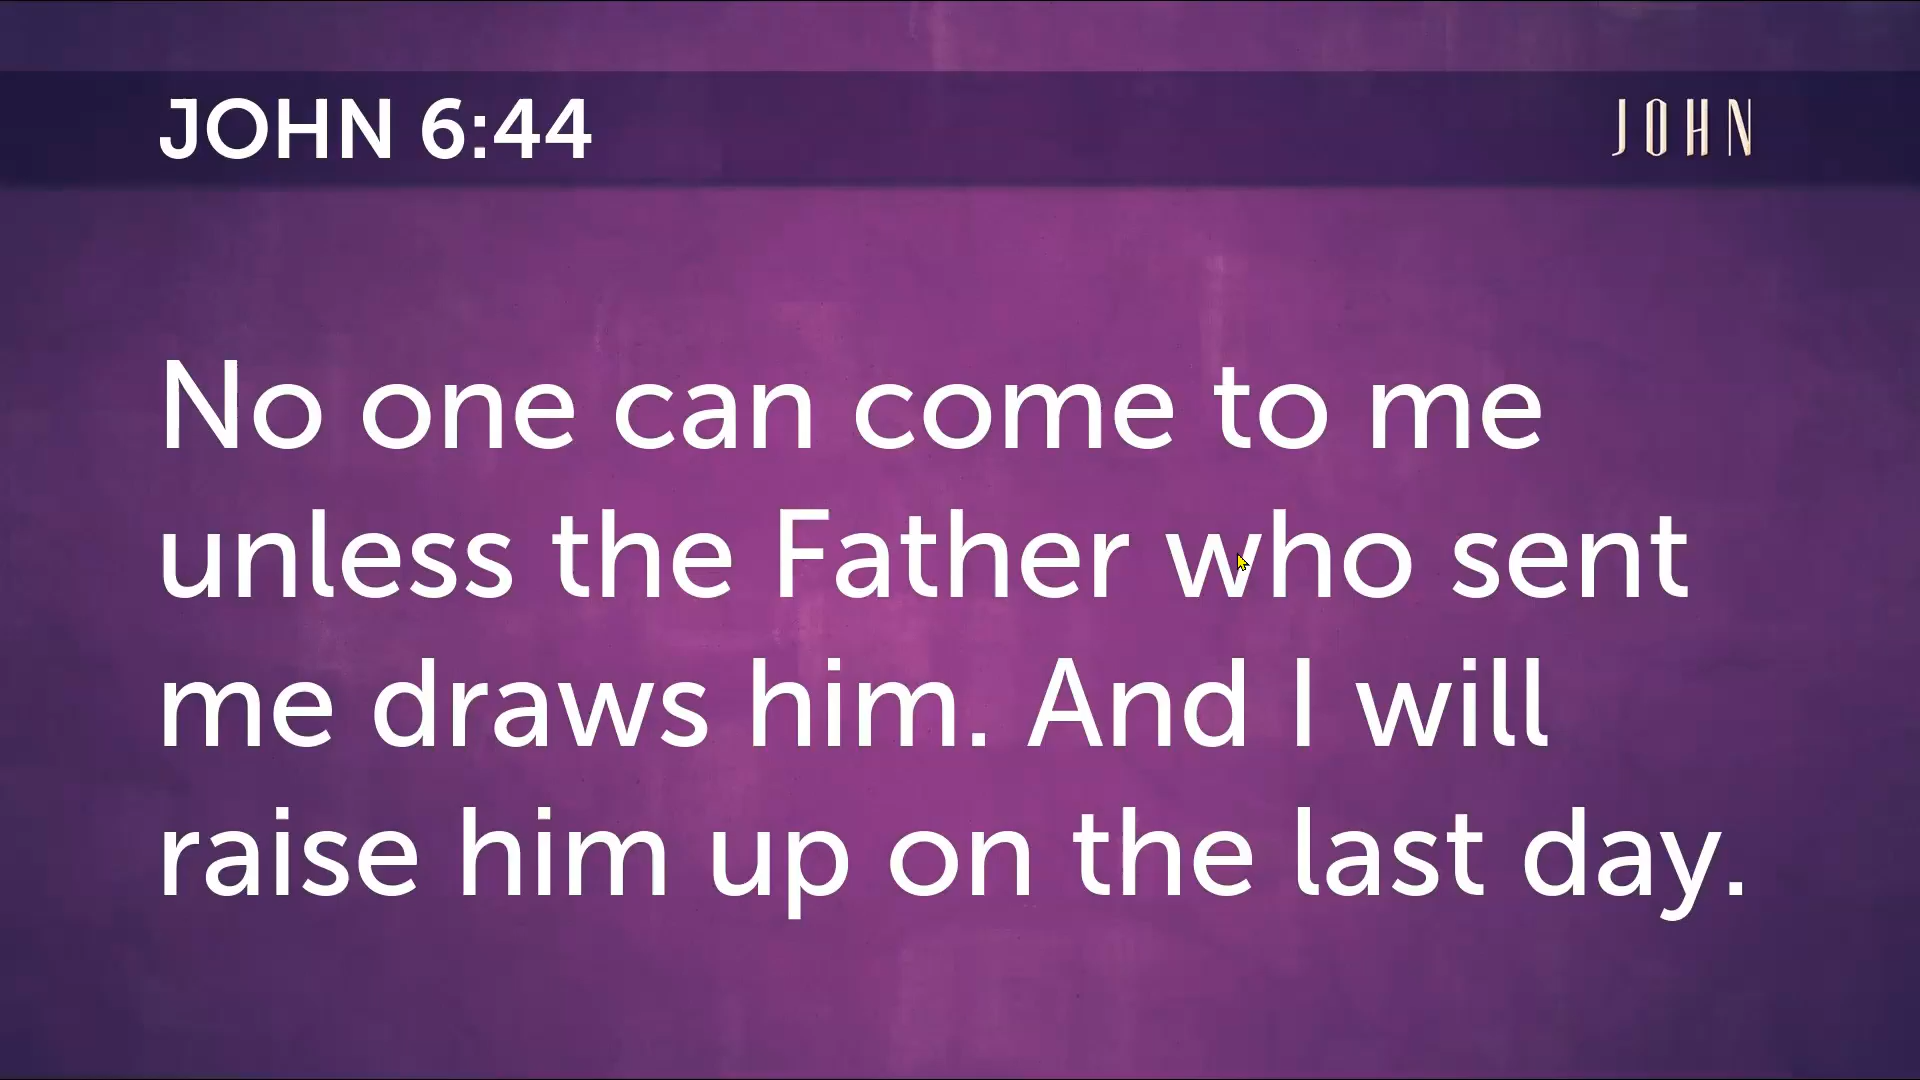 JOHN 6:44
JOHN
No one can come to me
unless the Father who sent
me draws him. And I will
raise him up on the last day.